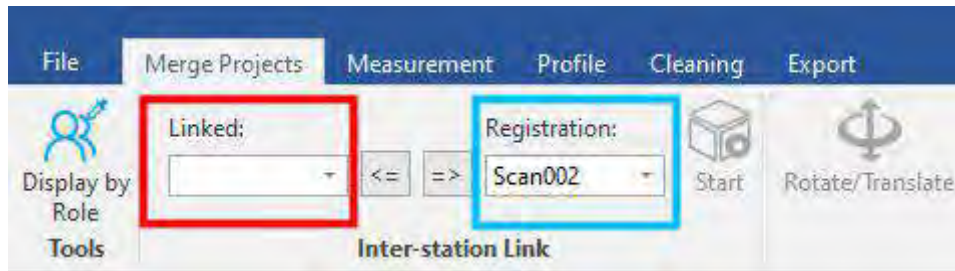 File Merge Projects Measurement Profile Cleaning Export
Linked: Registration:
<= => Scan002
Display by Role Start Rotate/Translate
Tools Inter-station Link